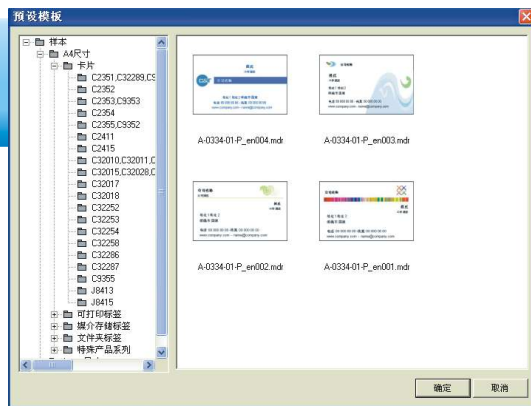 预设模板
样本
A4尺寸
卡片
C2351,C32289,C9
C2352
C2353,C9353
C2354
C2355,C9352
C2411
C2415
C32010,C32011,C
C32015,C32028,C
C32017
C32018
C32252
C32253
C32254
C32258
C32286
C32287
C9355
J8413
J8415
可打印标签
媒介存储标签
文件夹标签
特殊产品系列
A-0334-01-P_en004.mdr
A-0334-01-P_en003.mdr
A-0334-01-P_en002.mdr
A-0334-01-P_en001.mdr
确定
取消